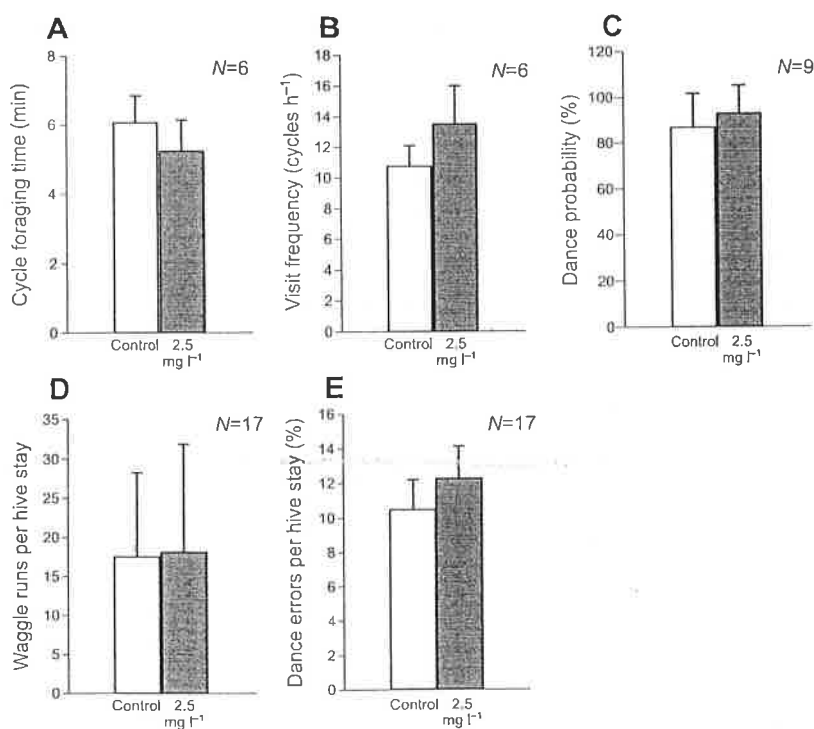 A
Cycle foraging time (min)
8
6
4
2
0
N=6
Control 2.5
mg l⁻¹
B
Visit frequency (cycles h⁻¹)
18
16
14
12
10
8
6
4
2
0
N=6
Control 2.5
mg l⁻¹
C
Dance probability (%)
120
100
80
60
40
20
0
N=9
Control 2.5
mg l⁻¹
D
Waggle runs per hive stay
35
30
25
20
15
10
5
0
N=17
Control 2.5
mg l⁻¹
E
Dance errors per hive stay (%)
16
14
12
10
8
6
4
2
0
N=17
Control 2.5
mg l⁻¹